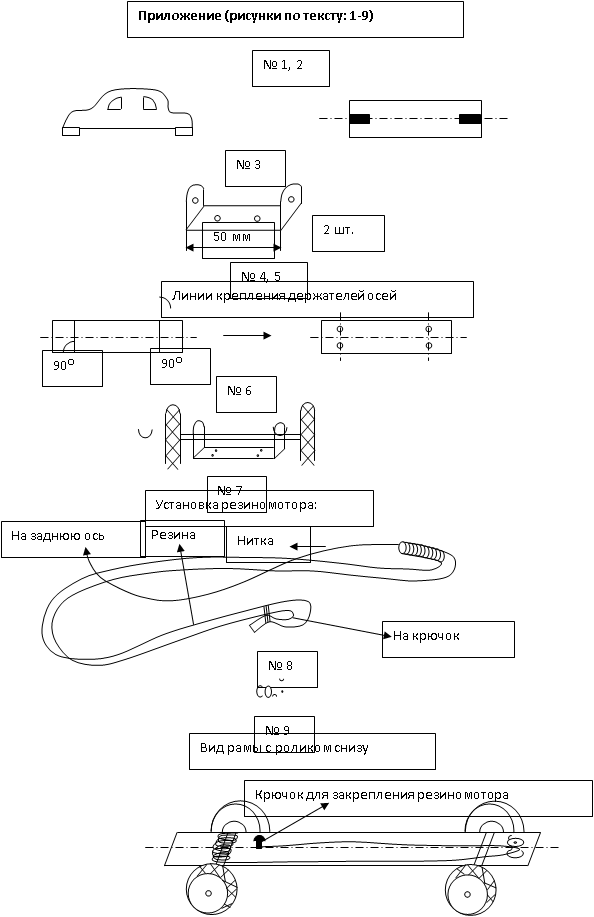 Приложение (рисунки по тексту: 1-9)
№ 1, 2
№ 3
50 мм
2 шт.
№ 4, 5
Линии крепления держателей осей
90°
90°
№ 6
№ 7
Установка резиномотора:
На заднюю ось
Резина
Нитка
На крючок
№ 8
№ 9
Вид рамы с роликом снизу
Крючок для закрепления резиномотора